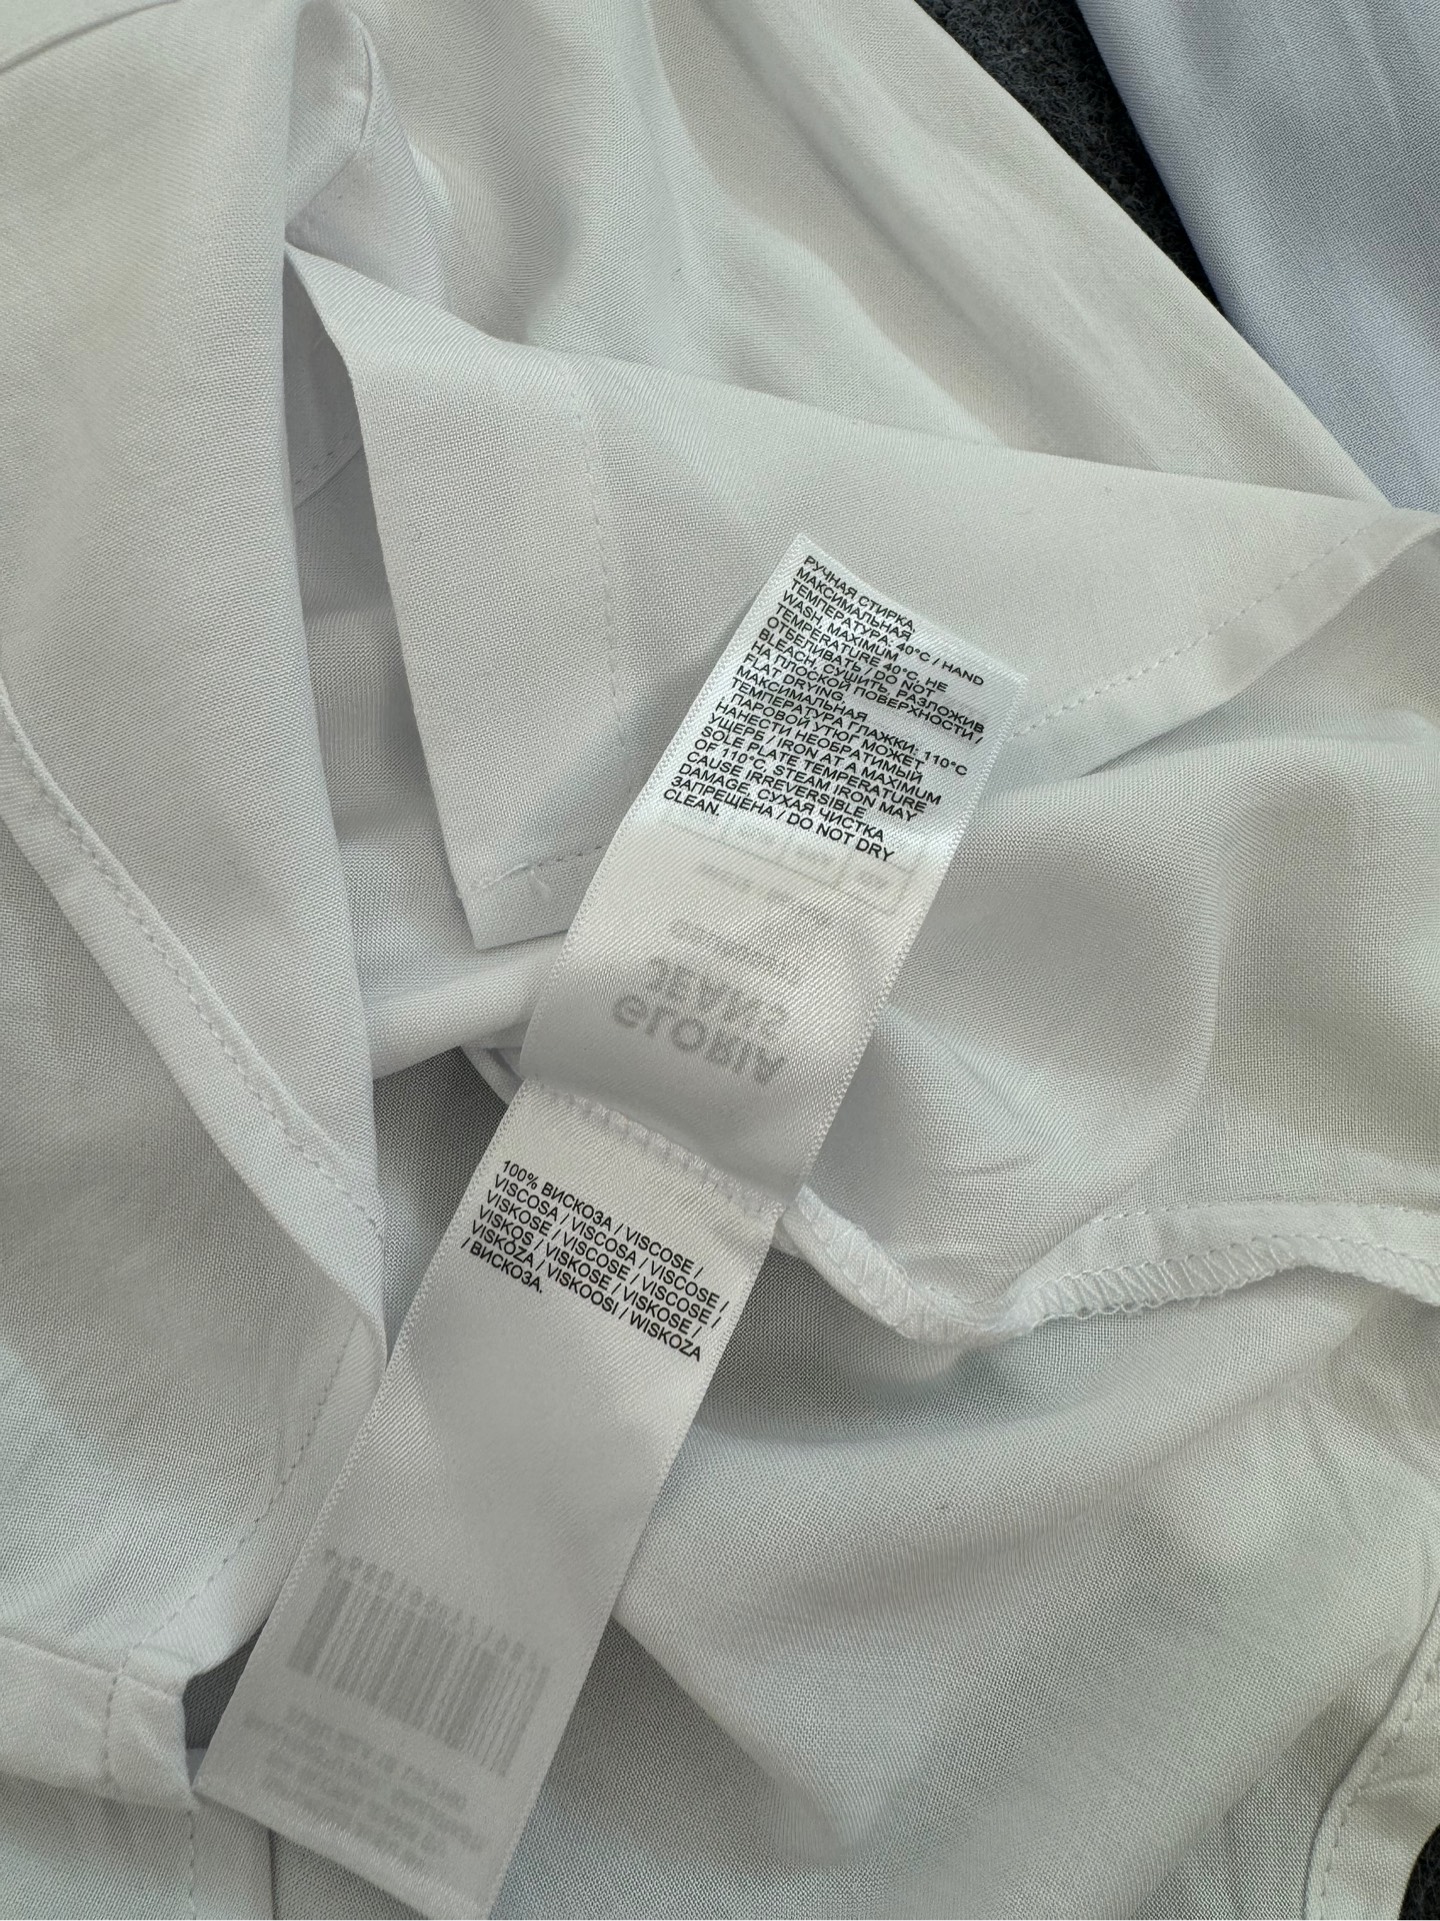 РУЧНАЯ СТИРКА,
МАКСИМАЛЬНАЯ
ТЕМПЕРАТУРА: 40°C / HAND
WASH, MAXIMUM
TEMPERATURE 40°C, НЕ
ОТБЕЛИВАТЬ / DO NOT
BLEACH, СУШИТЬ, РАЗЛОЖИВ
НА ПЛОСКОЙ ПОВЕРХНОСТИ /
FLAT DRYING,
МАКСИМАЛЬНАЯ
ТЕМПЕРАТУРА ГЛАЖКИ: 110°C
ПАРОВОЙ УТЮГ МОЖЕТ
НАНЕСТИ НЕОБРАТИМЫЙ
УЩЕРБ / IRON AT A MAXIMUM
SOLE PLATE TEMPERATURE
OF 110°C, STEAM IRON MAY
CAUSE IRREVERSIBLE
DAMAGE, СУХАЯ ЧИСТКА
ЗАПРЕЩЕНА / DO NOT DRY
CLEAN.
GLORIA
JEANS
100% ВИСКОЗА / VISCOSE /
VISCOSA / VISCOSA / VISCOSE /
VISKOSE / VISCOSE / VISCOSE /
VISKOS / VISKOSE / VISKOSE /
VISKÓZA / VISKOOSI / WISKOZA
/ ВИСКОЗА.